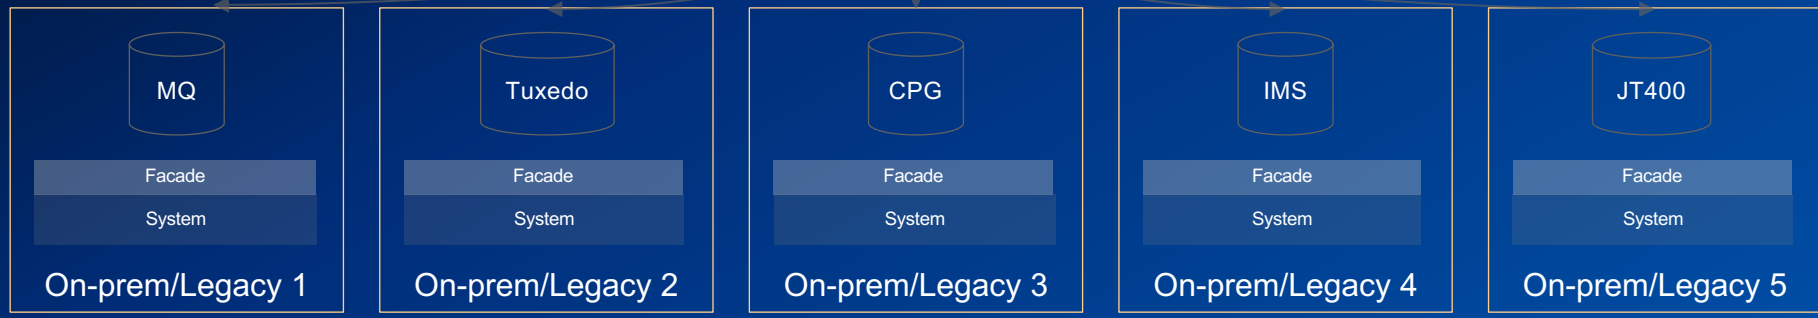 MQ
Facade
System
On-prem/Legacy 1
Tuxedo
Facade
System
On-prem/Legacy 2
CPG
Facade
System
On-prem/Legacy 3
IMS
Facade
System
On-prem/Legacy 4
JT400
Facade
System
On-prem/Legacy 5